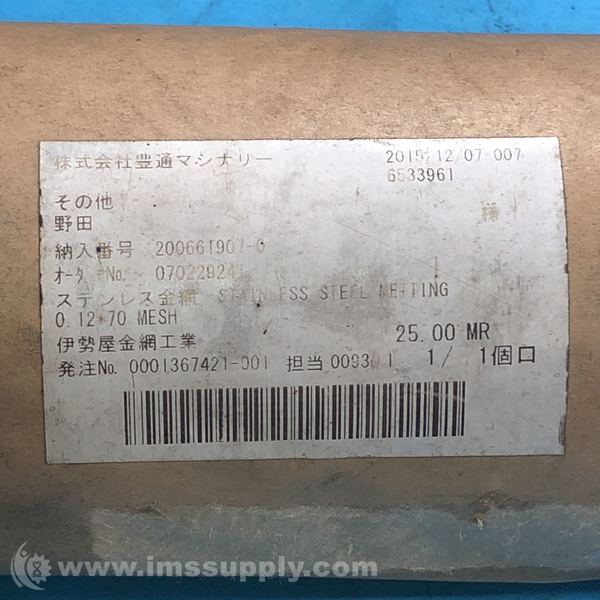 株式会社豊通マシナリー 2015/12/07 007
6533961
その他 様
野田
納入番号 200661907-0
オーダ No. 0702292
ステンレス金網 STAINLESS STEEL NETTING
0.12*70 MESH
伊勢屋金網工業 25.00 MR
発注No. 0001367421-001 担当 0093 1 / 1個口
www.imssupply.com